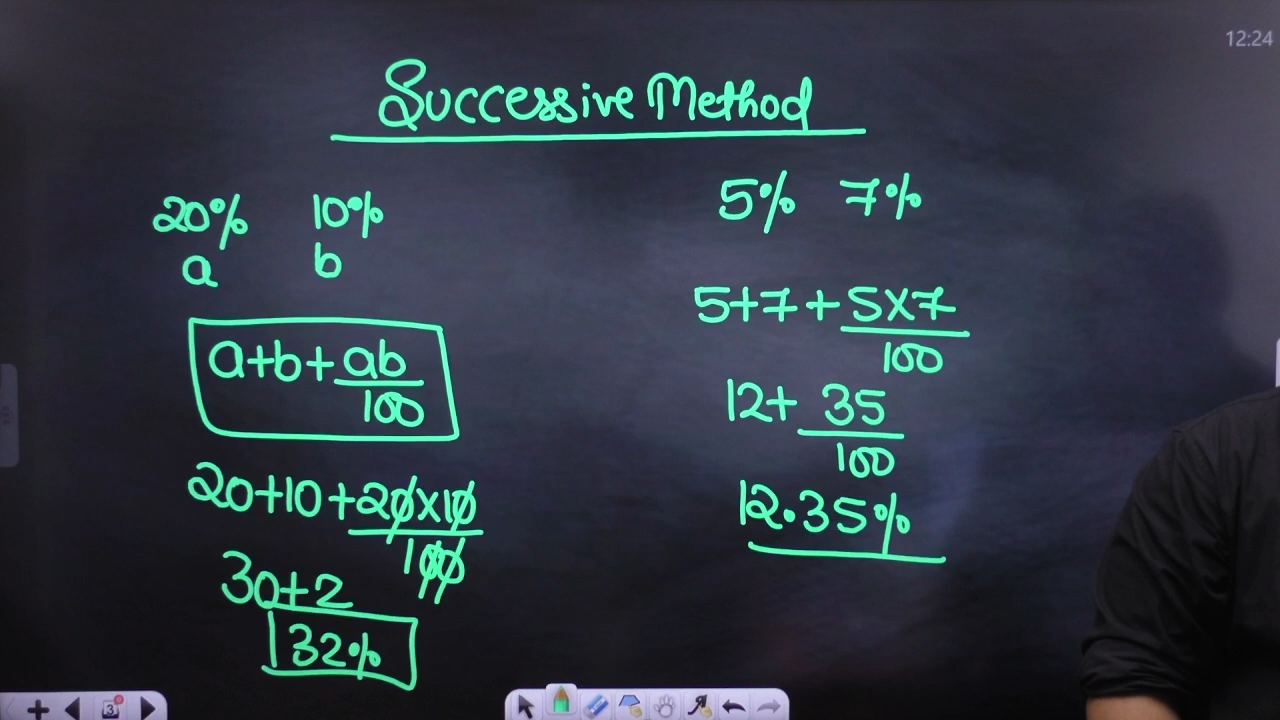 12:24
Successive Method
20% 10%
a b
a+b+ab/100
20+10+20x10/100
30+2
32%
5% 7%
5+7+5x7/100
12+35/100
12.35%
3